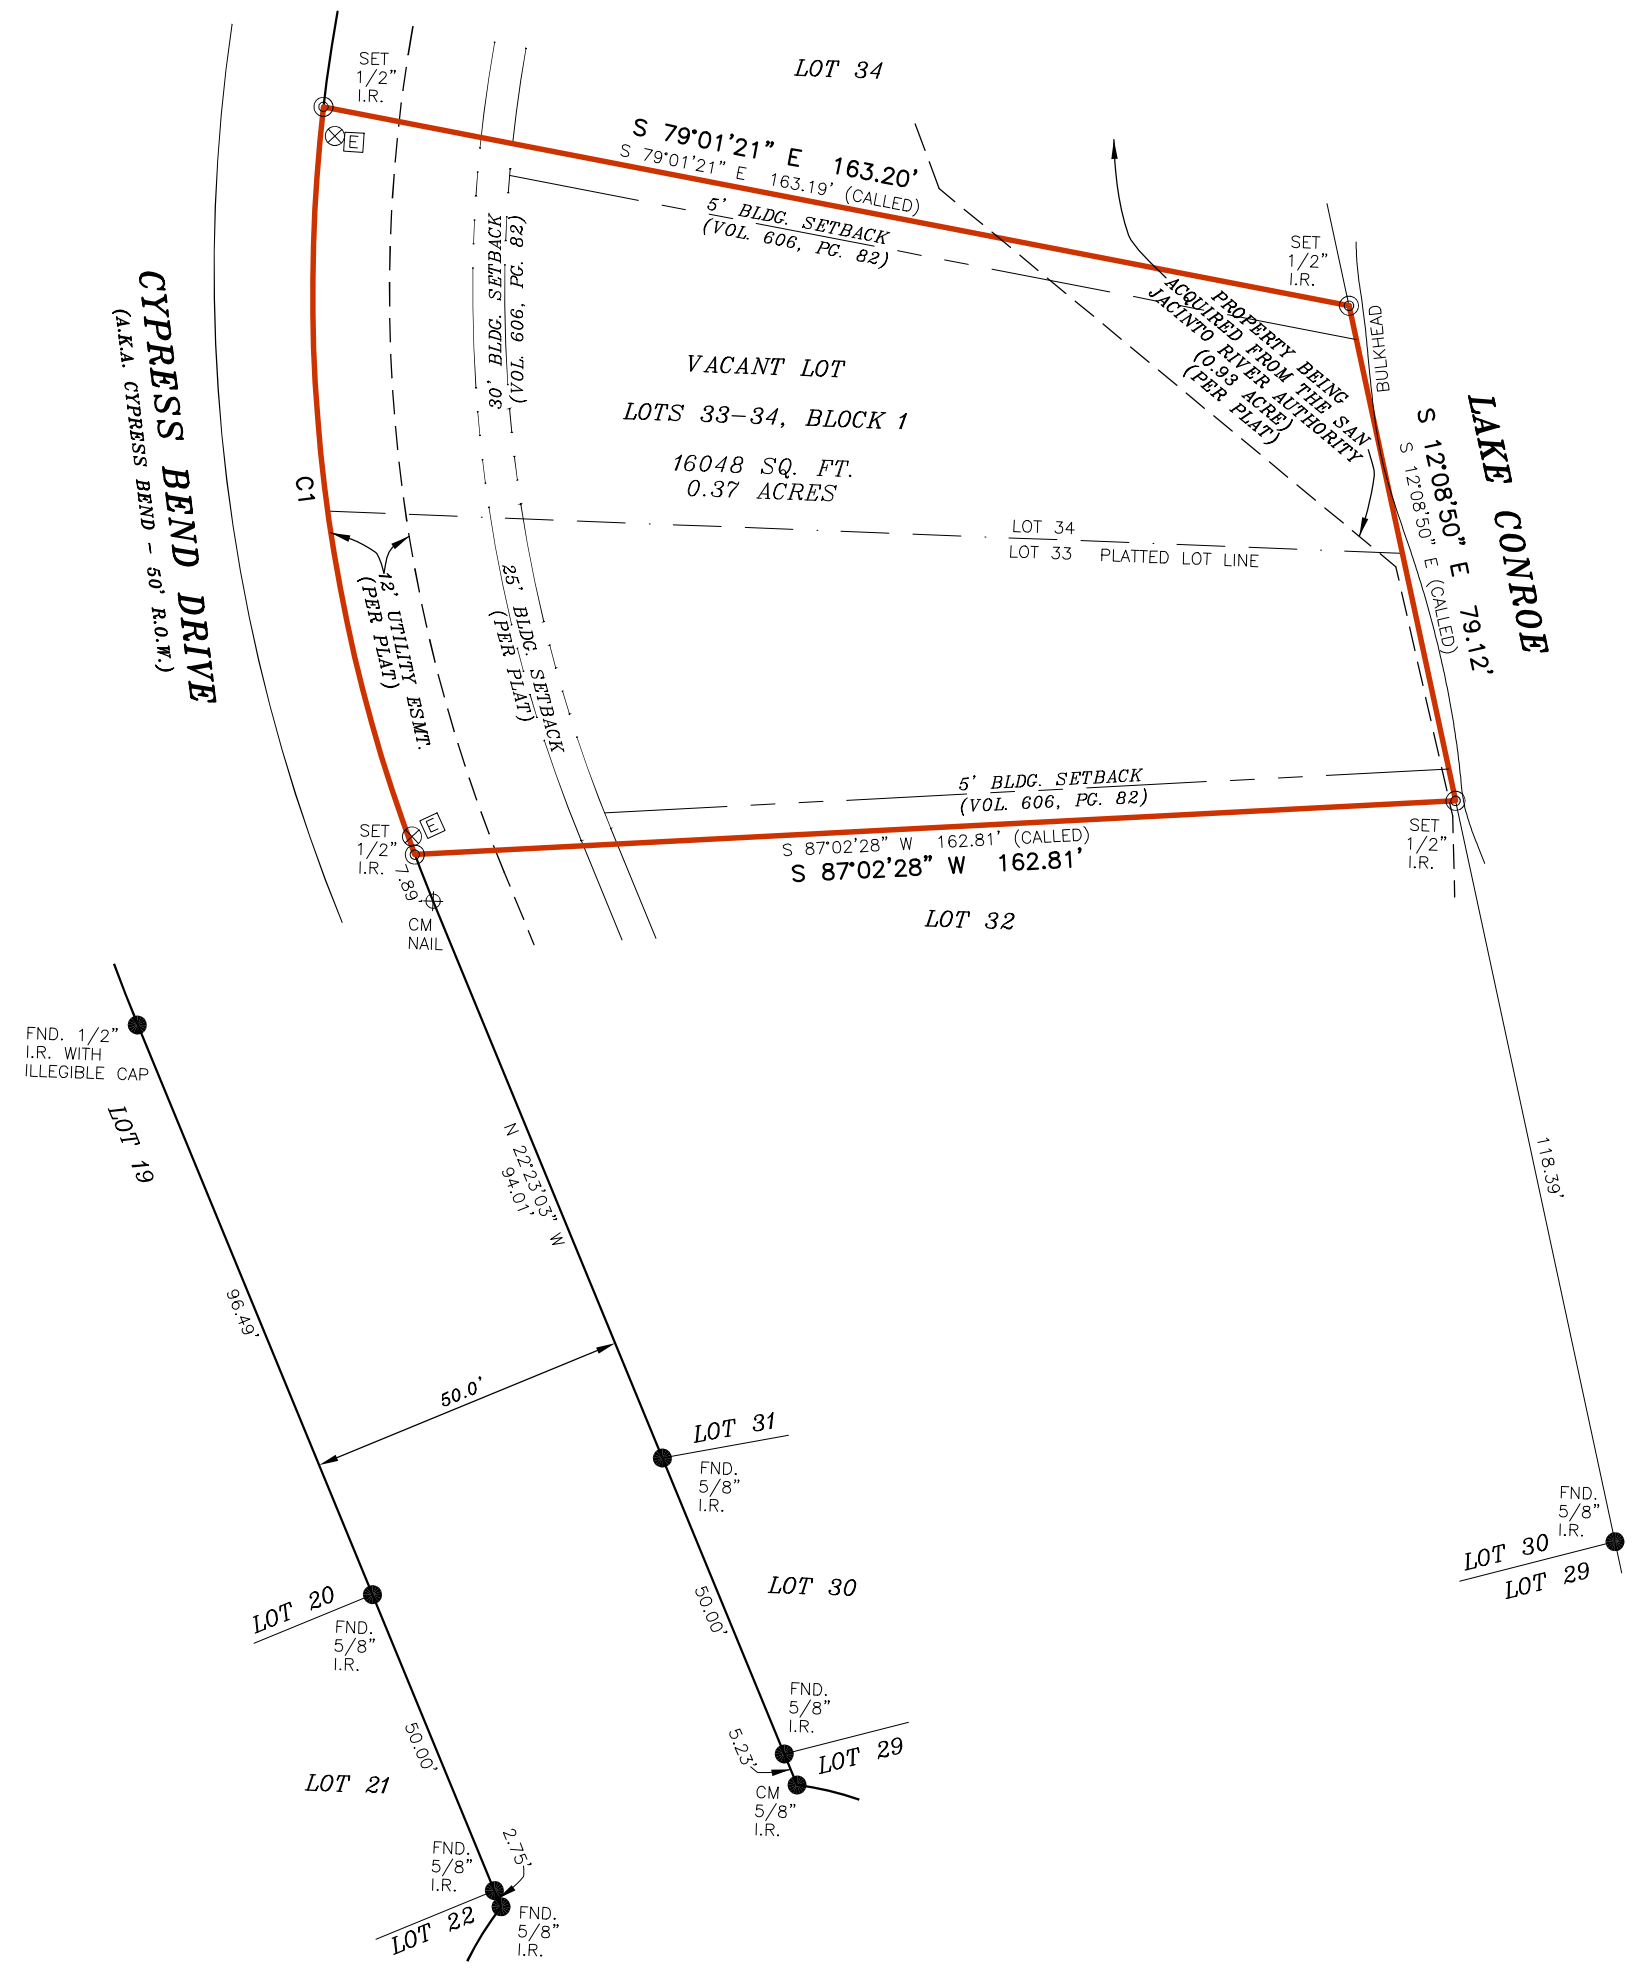 LOT 34
SET
1/2"
I.R.
E
S 79°01'21" E 163.20'
S 79°01'21" E 163.19' (CALLED)
5' BLDG. SETBACK
(VOL. 606, PG. 82)
30' BLDG. SETBACK
(VOL. 606, PG. 82)
SET
1/2"
I.R.
BULKHEAD
PROPERTY BEING
ACQUIRED FROM THE SAN
JACINTO RIVER AUTHORITY
(0.93 ACRE)
(PER PLAT)
LAKE CONROE
S 12°08'50" E 79.12'
S 12°08'50" E (CALLED)
CYPRESS BEND DRIVE
(A.K.A. CYPRESS BEND - 50' R.O.W.)
VACANT LOT
LOTS 33-34, BLOCK 1
16048 SQ. FT.
0.37 ACRES
C1
LOT 34
LOT 33 PLATTED LOT LINE
12' UTILITY ESMT.
(PER PLAT)
25' BLDG. SETBACK
(PER PLAT)
5' BLDG. SETBACK
(VOL. 606, PG. 82)
S 87°02'28" W 162.81' (CALLED)
S 87°02'28" W 162.81'
SET
1/2"
I.R.
E
7.89'
CM
NAIL
SET
1/2"
I.R.
LOT 32
FND. 1/2"
I.R. WITH
ILLEGIBLE CAP
LOT 19
N 22°23'03" W
94.01'
118.39'
96.49'
50.0'
LOT 31
FND.
5/8"
I.R.
FND.
5/8"
I.R.
LOT 30
LOT 29
LOT 20
FND.
5/8"
I.R.
LOT 30
50.00'
FND.
5/8"
I.R.
5.23'
LOT 29
CM
5/8"
I.R.
50.00'
LOT 21
FND.
5/8"
I.R.
2.75'
LOT 22
FND.
5/8"
I.R.